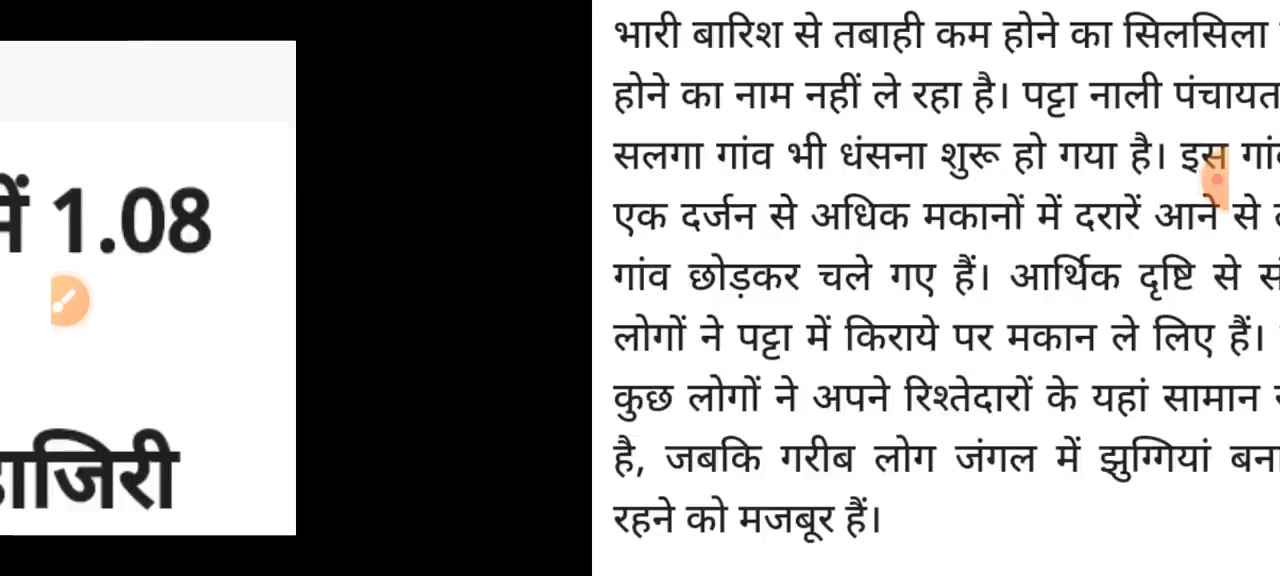 में 1.08
हाजिरी
भारी बारिश से तबाही कम होने का सिलसिला
होने का नाम नहीं ले रहा है। पट्टा नाली पंचायत
सलगा गांव भी धंसना शुरू हो गया है। इस
एक दर्जन से अधिक मकानों में दरारें आने से
गांव छोड़कर चले गए हैं। आर्थिक दृष्टि से
लोगों ने पट्टा में किराये पर मकान ले लिए हैं।
कुछ लोगों ने अपने रिश्तेदारों के यहां सामान
है, जबकि गरीब लोग जंगल में झुग्गियां
रहने को मजबूर हैं।